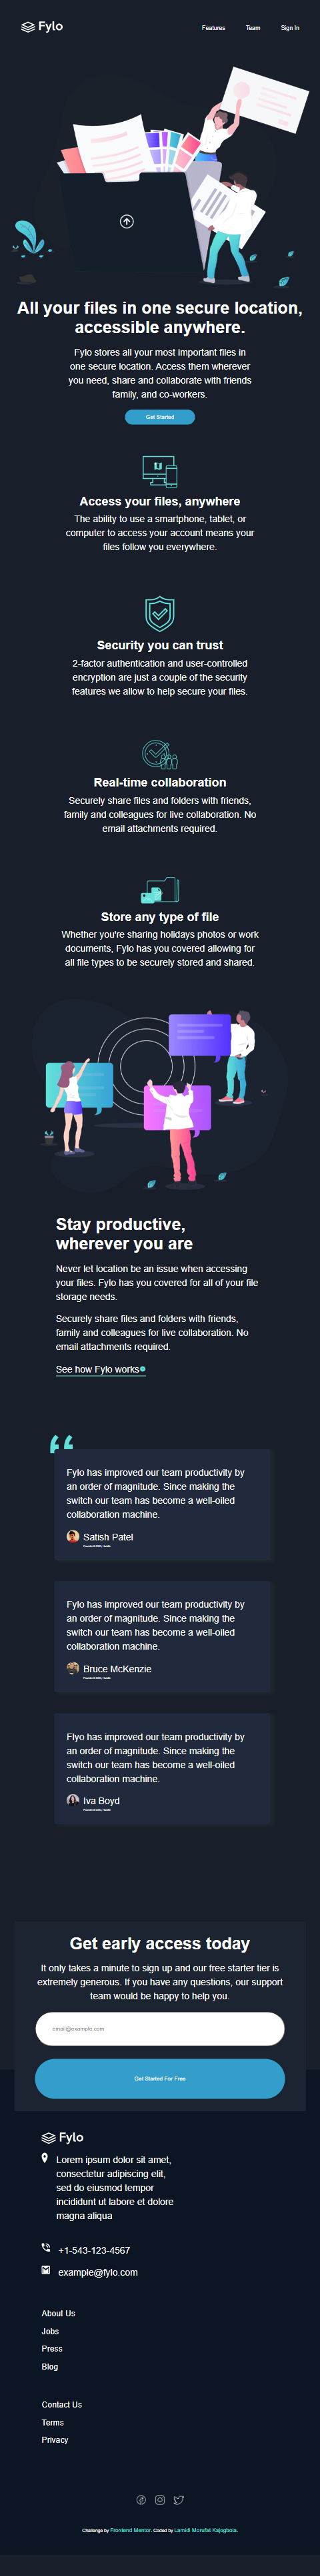 Fylo
Features Team Sign In
All your files in one secure location,
accessible anywhere.
Fylo stores all your most important files in
one secure location. Access them wherever
you need, share and collaborate with friends
family, and co-workers.
Get Started
Access your files, anywhere
The ability to use a smartphone, tablet, or
computer to access your account means your
files follow you everywhere.
Security you can trust
2-factor authentication and user-controlled
encryption are just a couple of the security
features we allow to help secure your files.
Real-time collaboration
Securely share files and folders with friends,
family and colleagues for live collaboration. No
email attachments required.
Store any type of file
Whether you're sharing holidays photos or work
documents, Fylo has you covered allowing for
all file types to be securely stored and shared.
Stay productive,
wherever you are
Never let location be an issue when accessing
your files. Fylo has you covered for all of your file
storage needs.
Securely share files and folders with friends,
family and colleagues for live collaboration. No
email attachments required.
See how Fylo works
Fylo has improved our team productivity by
an order of magnitude. Since making the
switch our team has become a well-oiled
collaboration machine.
Satish Patel
Fylo has improved our team productivity by
an order of magnitude. Since making the
switch our team has become a well-oiled
collaboration machine.
Bruce McKenzie
Flyo has improved our team productivity by
an order of magnitude. Since making the
switch our team has become a well-oiled
collaboration machine.
Iva Boyd
Get early access today
It only takes a minute to sign up and our free starter tier is
extremely generous. If you have any questions, our support
team would be happy to help you.
email@example.com
Get Started For Free
Fylo
Lorem ipsum dolor sit amet,
consectetur adipiscing elit,
sed do eiusmod tempor
incididunt ut labore et dolore
magna aliqua
+1-543-123-4567
example@fylo.com
About Us
Jobs
Press
Blog
Contact Us
Terms
Privacy
Challenge by Frontend Mentor. Coded by Lamidi Morufat Kajogbola.